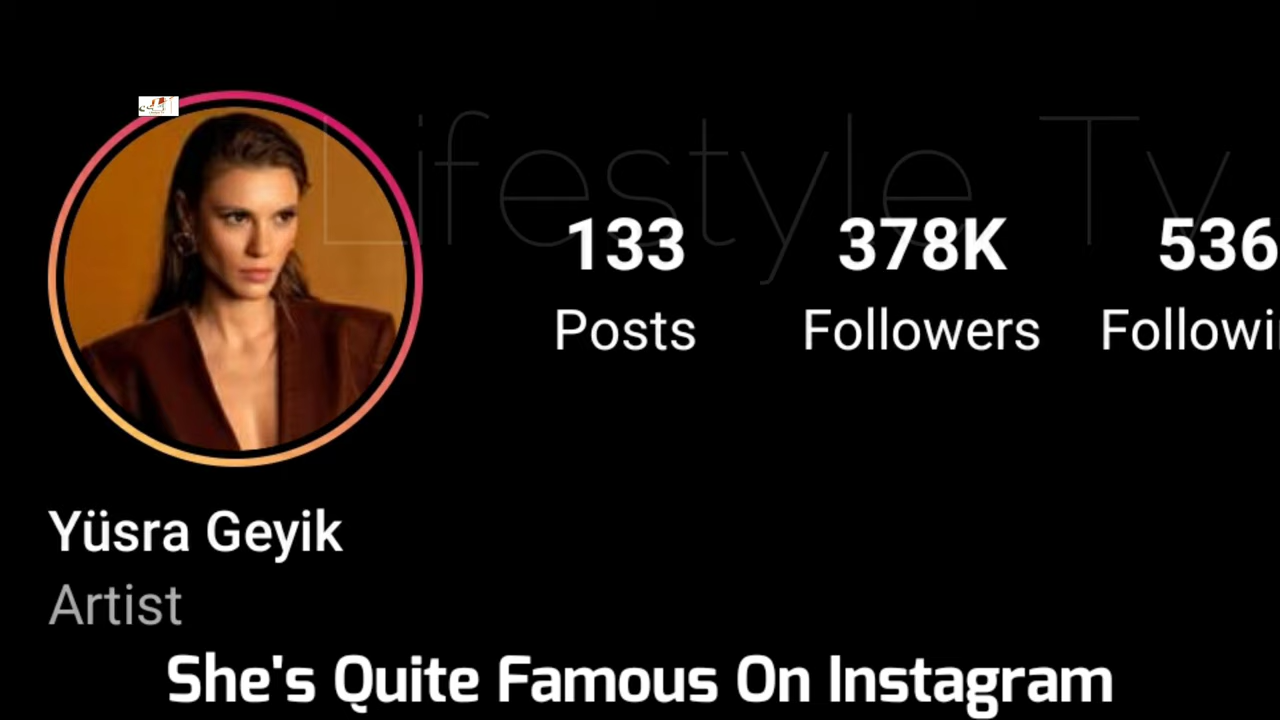 Lifestyle Tv
133 378K 536
Posts Followers Followi
Yüsra Geyik
Artist
She's Quite Famous On Instagram